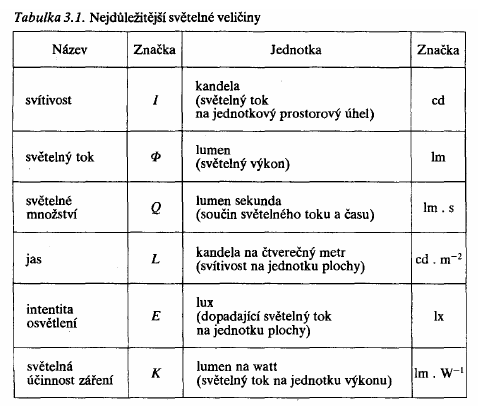 Tabulka 3.1. Nejdůležitější světelné veličiny
Název Značka Jednotka Značka
svítivost I kandela (světelný tok na jednotkový prostorový úhel) cd
světelný tok Φ lumen (světelný výkon) lm
světelné množství Q lumen sekunda (součin světelného toku a času) lm . s
jas L kandela na čtverečný metr (svítivost na jednotku plochy) cd . m⁻²
intentita osvětlení E lux (dopadající světelný tok na jednotku plochy) lx
světelná účinnost záření K lumen na watt (světelný tok na jednotku výkonu) lm . W⁻¹